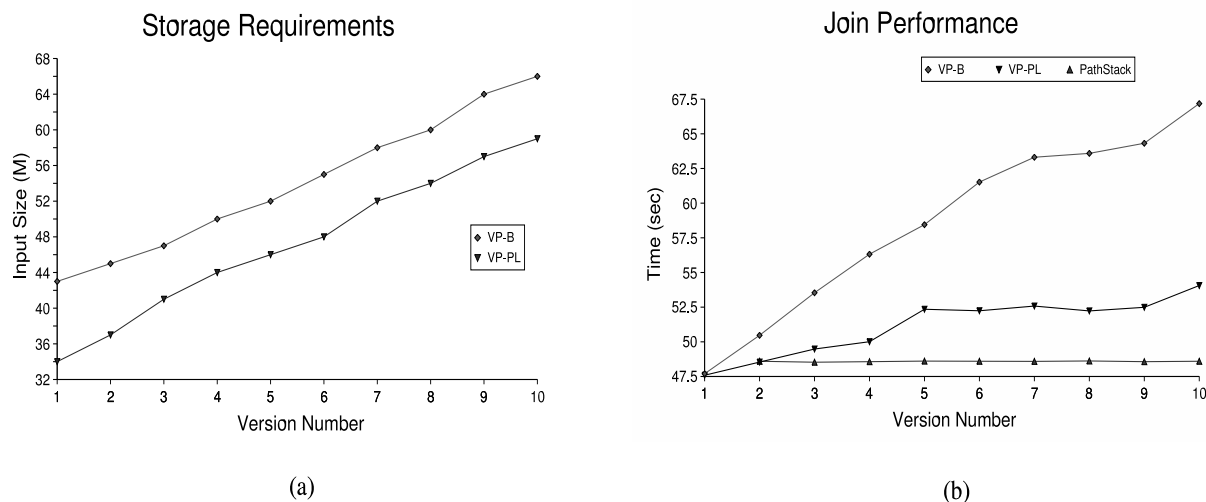 Storage Requirements
68
64
60
56
52
48
44
40
36
32
Input Size (M)
VP-B
VP-PL
1 2 3 4 5 6 7 8 9 10
Version Number
(a)
Join Performance
VP-B VP-PL PathStack
67.5
65
62.5
60
57.5
55
52.5
50
47.5
Time (sec)
1 2 3 4 5 6 7 8 9 10
Version Number
(b)